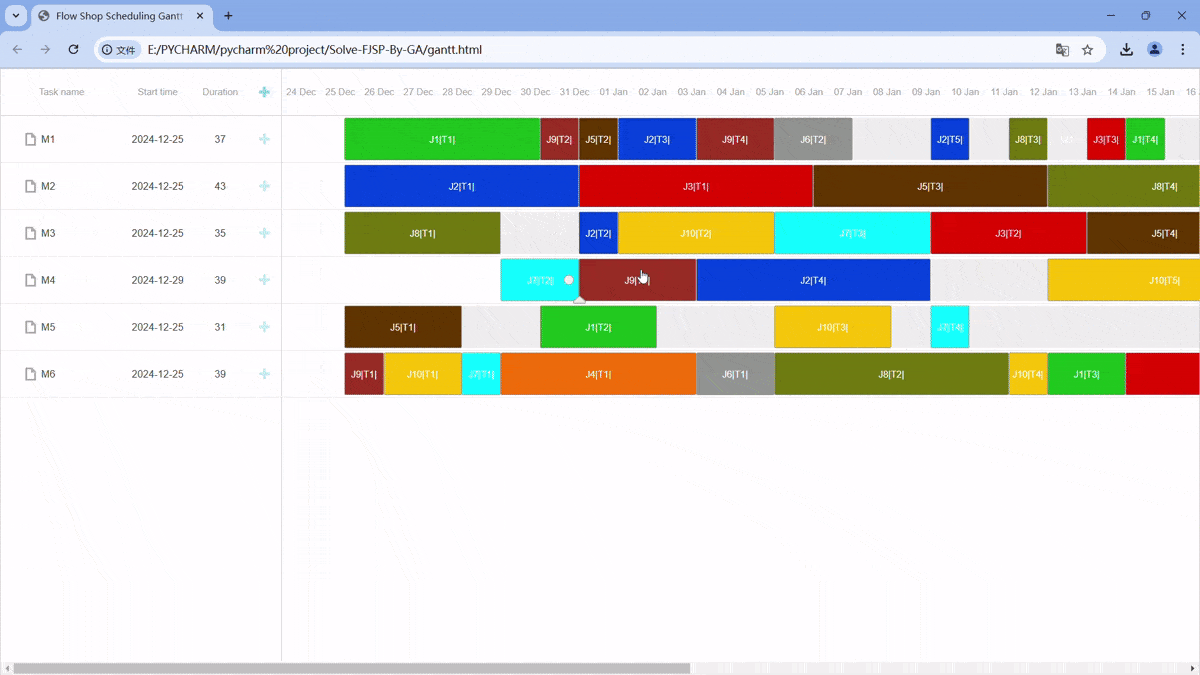 Flow Shop Scheduling Gantt
文件 E:/PYCHARM/pycharm%20project/Solve-FJSP-By-GA/gantt.html
Task name Start time Duration 24 Dec 25 Dec 26 Dec 27 Dec 28 Dec 29 Dec 30 Dec 31 Dec 01 Jan 02 Jan 03 Jan 04 Jan 05 Jan 06 Jan 07 Jan 08 Jan 09 Jan 10 Jan 11 Jan 12 Jan 13 Jan 14 Jan 15 Jan 16
M1 2024-12-25 37 J1|T1| J9|T2| J5|T2| J2|T3| J9|T4| J6|T2| J2|T5| J8|T3| J3|T3| J1|T4|
M2 2024-12-25 43 J2|T1| J3|T1| J5|T3| J8|T4|
M3 2024-12-25 35 J8|T1| J2|T2| J10|T2| J7|T3| J3|T2| J5|T4|
M4 2024-12-29 39 J7|T2| J2|T4| J10|T5|
M5 2024-12-25 31 J5|T1| J1|T2| J10|T3| J7|T4|
M6 2024-12-25 39 J9|T1| J10|T1| J7|T1| J4|T1| J6|T1| J8|T2| J10|T4| J1|T3|